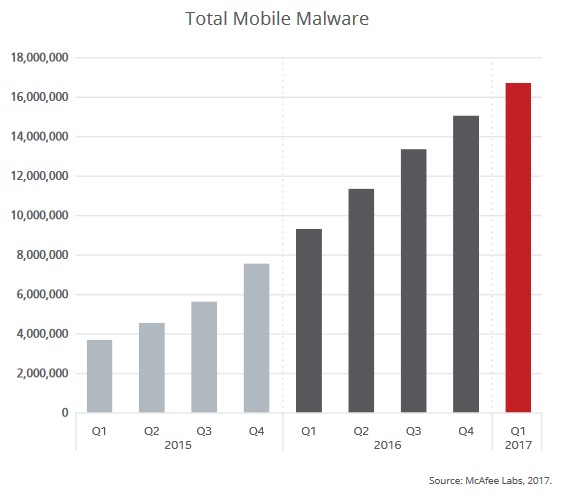 Total Mobile Malware
18,000,000
16,000,000
14,000,000
12,000,000
10,000,000
8,000,000
6,000,000
4,000,000
2,000,000
0
Q1 Q2 Q3 Q4 Q1 Q2 Q3 Q4 Q1
2015 2016 2017
Source: McAfee Labs, 2017.